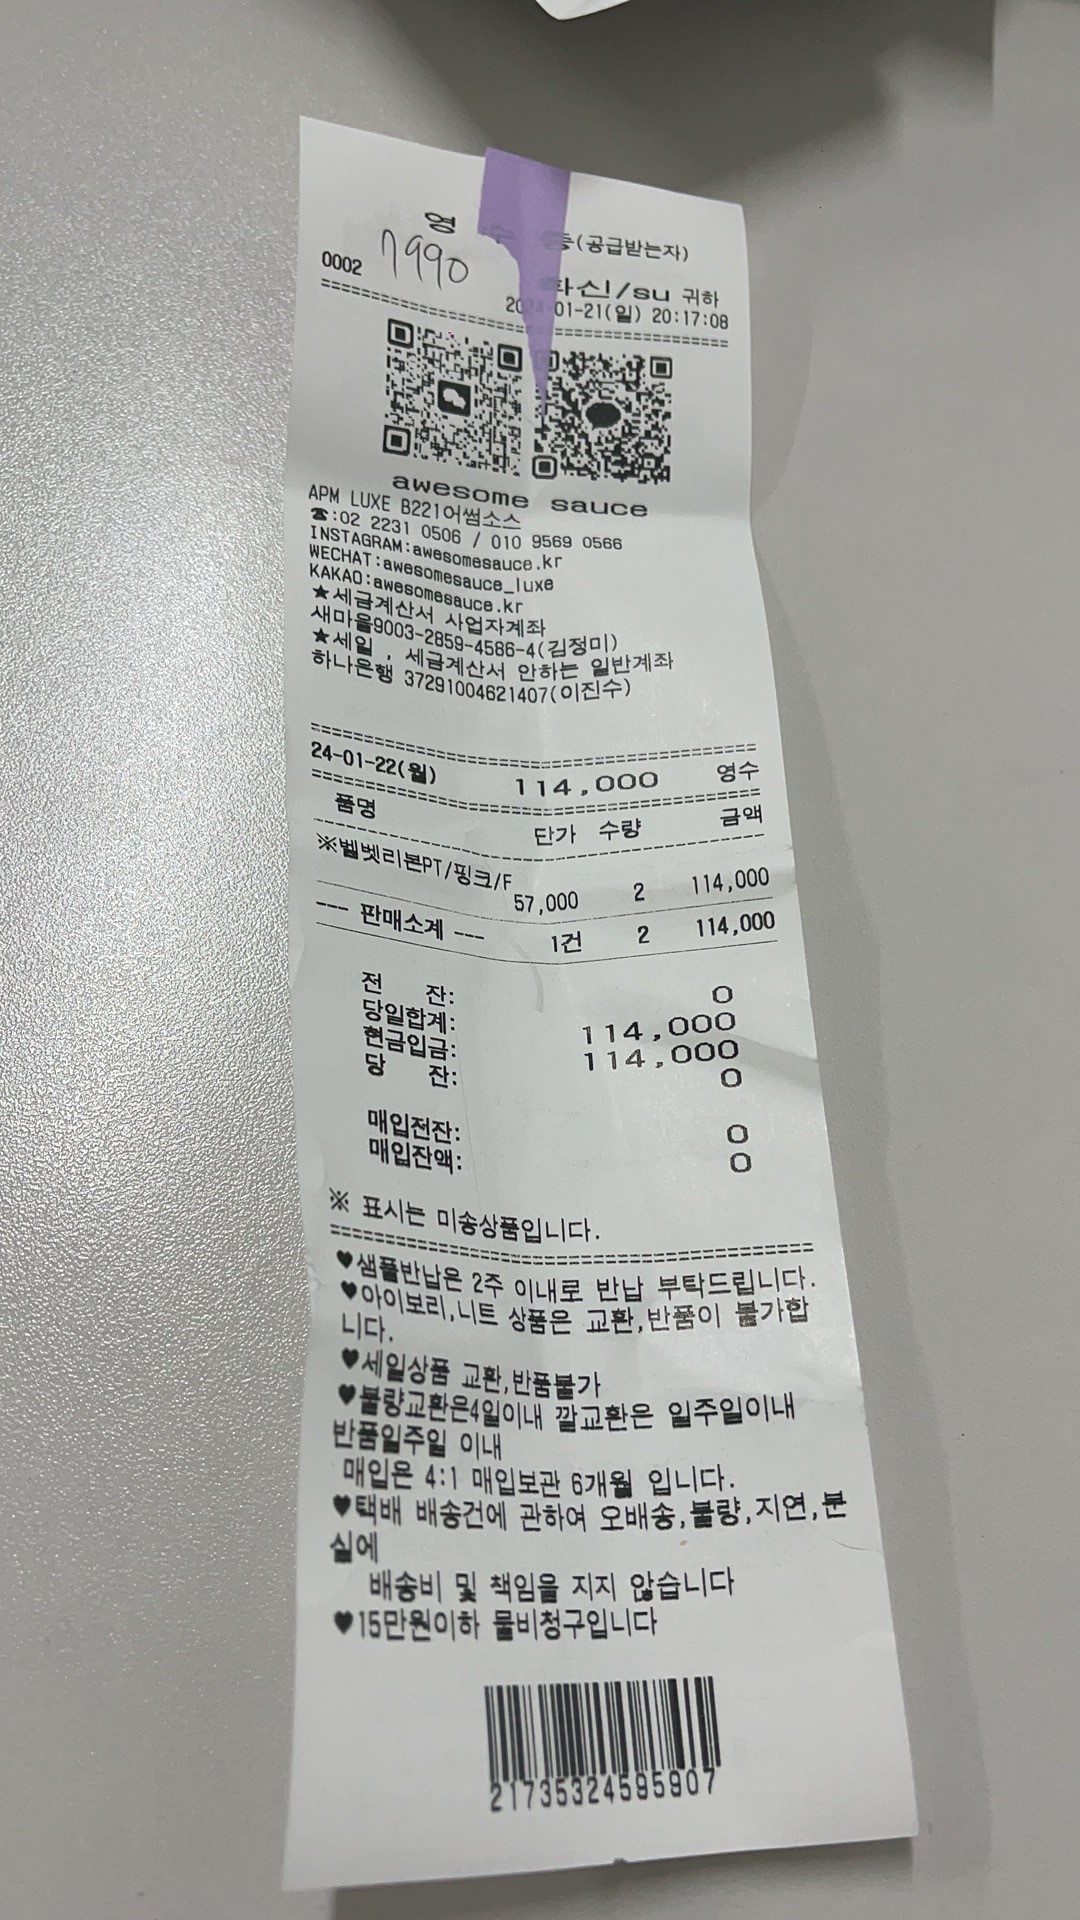 영 (공급받는자)
0002 7990
화신!/su 귀하
2024-01-21(일) 20:17:08
awesome sauce
APM LUXE B221어썸소스
☎:02 2231 0506 / 010 9569 0566
INSTAGRAM:awesomesauce.kr
WECHAT:awesomesauce_luxe
KAKAO:awesomesauce.kr
★세금계산서 사업자계좌
새마을9003-2859-4586-4(김정미)
★세일 , 세금계산서 안하는 일반계좌
하나은행 37291004621407(이진수)
24-01-22(월) 114,000 영수
품명 단가 수량 금액
※벨벳리본PT/핑크/F
57,000 2 114,000
--- 판매소계 --- 1건 2 114,000
전 잔: 0
당일합계: 114,000
현금입금: 114,000
당 잔: 0
매입전잔: 0
매입잔액: 0
※ 표시는 미송상품입니다.
♥샘플반납은 2주 이내로 반납 부탁드립니다.
♥아이보리,니트 상품은 교환,반품이 불가합
니다.
♥세일상품 교환,반품불가
♥불량교환은4일이내 깔교환은 일주일이내
반품일주일 이내
매입은 4:1 매입보관 6개월 입니다.
♥택배 배송건에 관하여 오배송,불량,지연,분
실에
배송비 및 책임을 지지 않습니다
♥15만원이하 물비청구입니다
21735324595907